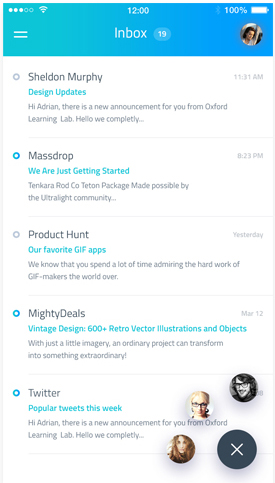 12:00
100%
Inbox 19
Sheldon Murphy 11:31 AM
Design Updates
Hi Adrian, there is a new announcement for you from Oxford
Learning Lab. Hello we completly...
Massdrop 8:23 PM
We Are Just Getting Started
Tenkara Rod Co Teton Package Made possible by
the Ultralight community...
Product Hunt Yesterday
Our favorite GIF apps
We know that you spend a lot of time admiring the hard work of
GIF-makers the world over.
MightyDeals Mar 12
Vintage Design: 600+ Retro Vector Illustrations and Objects
With just a little imagery, an ordinary project can transform
into something extraordinary!
Twitter
Popular tweets this week
Hi Adrian, there is a new announcement for you from Oxford
Learning Lab. Hello we completly...